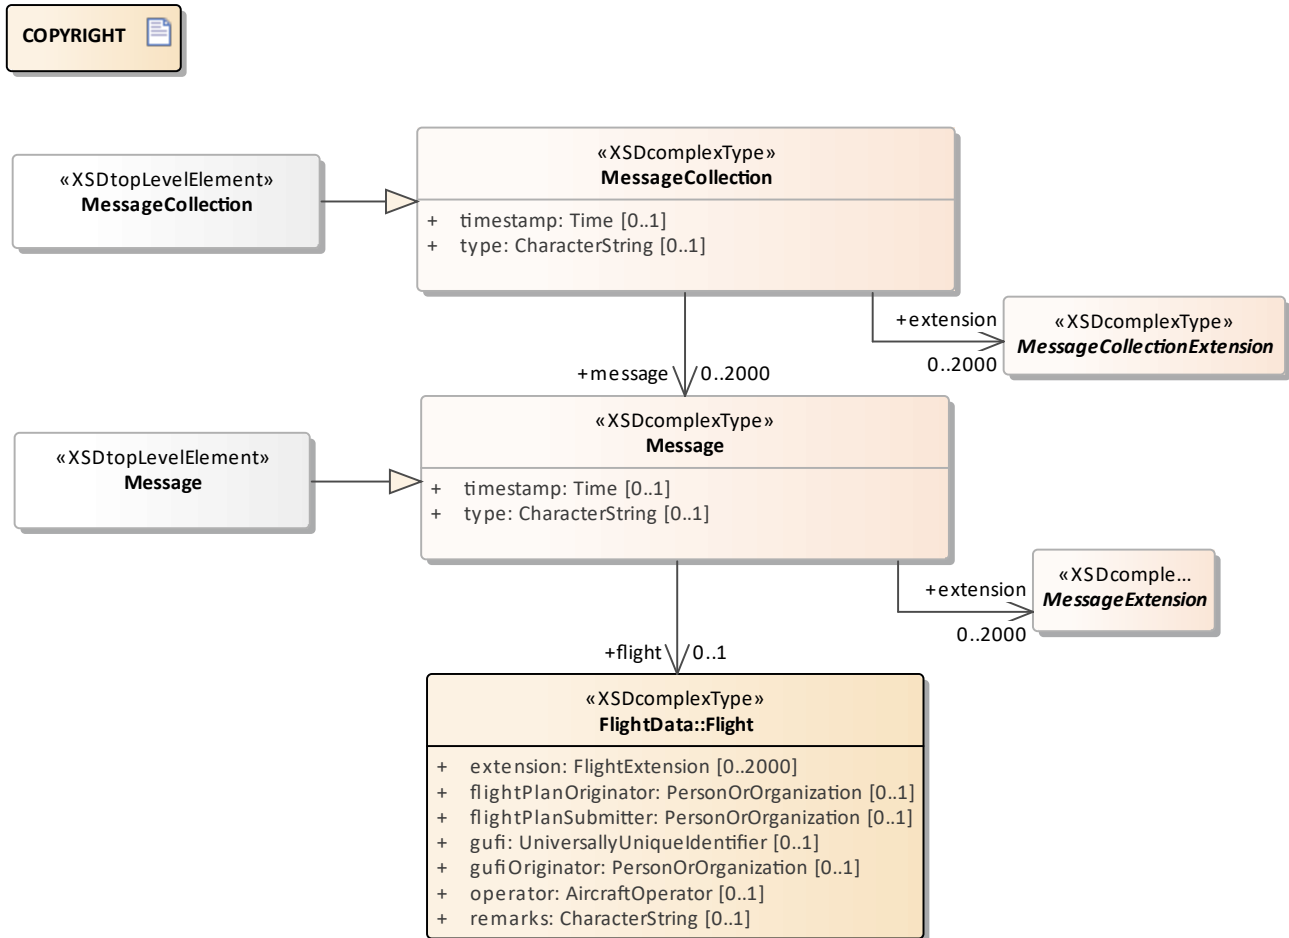 COPYRIGHT
«XSDtopLevelElement»
MessageCollection
«XSDcomplexType»
MessageCollection
+ timestamp: Time [0..1]
+ type: CharacterString [0..1]
+extension
0..2000
«XSDcomplexType»
MessageCollectionExtension
+message 0..2000
«XSDtopLevelElement»
Message
«XSDcomplexType»
Message
+ timestamp: Time [0..1]
+ type: CharacterString [0..1]
+extension
0..2000
«XSDcomple...
MessageExtension
+flight 0..1
«XSDcomplexType»
FlightData::Flight
+ extension: FlightExtension [0..2000]
+ flightPlanOriginator: PersonOrOrganization [0..1]
+ flightPlanSubmitter: PersonOrOrganization [0..1]
+ gufi: UniversallyUniqueIdentifier [0..1]
+ gufiOriginator: PersonOrOrganization [0..1]
+ operator: AircraftOperator [0..1]
+ remarks: CharacterString [0..1]